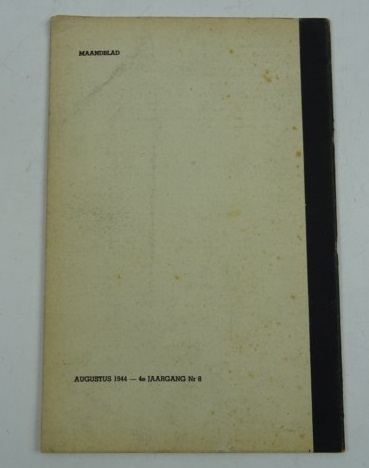 MAANDBLAD
AUGUSTUS 1944 — 4e JAARGANG Nr 8